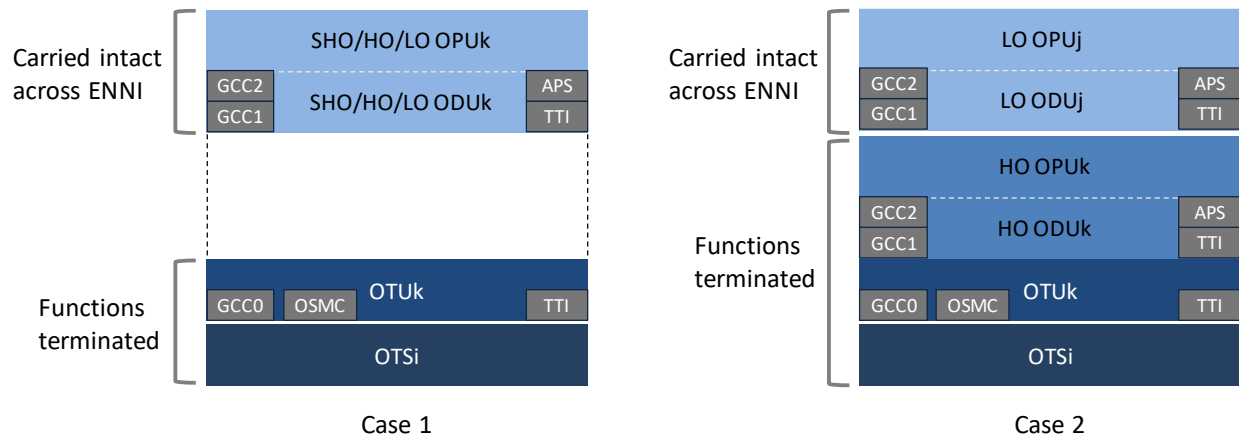 Carried intact
across ENNI
SHO/HO/LO OPUk
GCC2
APS
SHO/HO/LO ODUk
GCC1
TTI
Functions
terminated
OTUk
GCC0
OSMC
TTI
OTSi
Case 1
Carried intact
across ENNI
LO OPUj
GCC2
APS
LO ODUj
GCC1
TTI
Functions
terminated
HO OPUk
GCC2
APS
HO ODUk
GCC1
TTI
OTUk
GCC0
OSMC
TTI
OTSi
Case 2